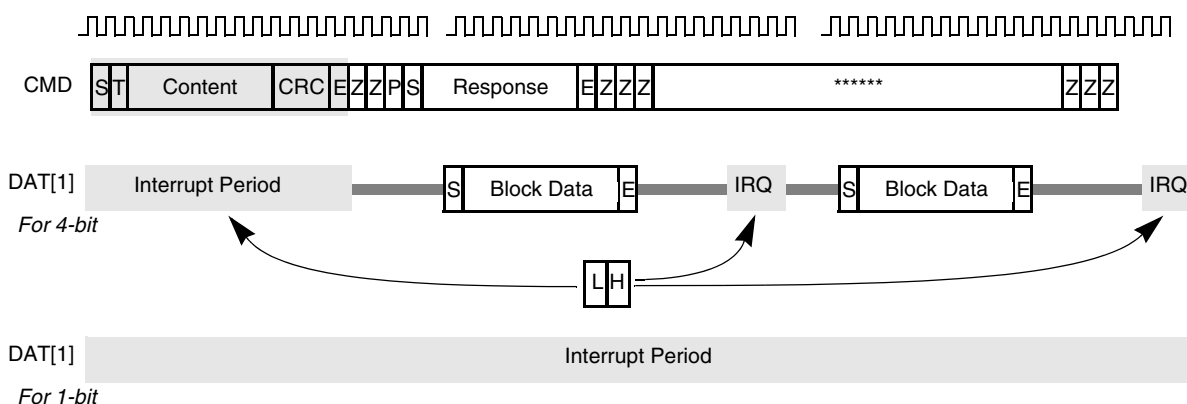 CMD S T Content CRC E Z Z P S Response E Z Z Z ****** Z Z Z
DAT[1] Interrupt Period S Block Data E IRQ S Block Data E IRQ
For 4-bit
L H
DAT[1] Interrupt Period
For 1-bit